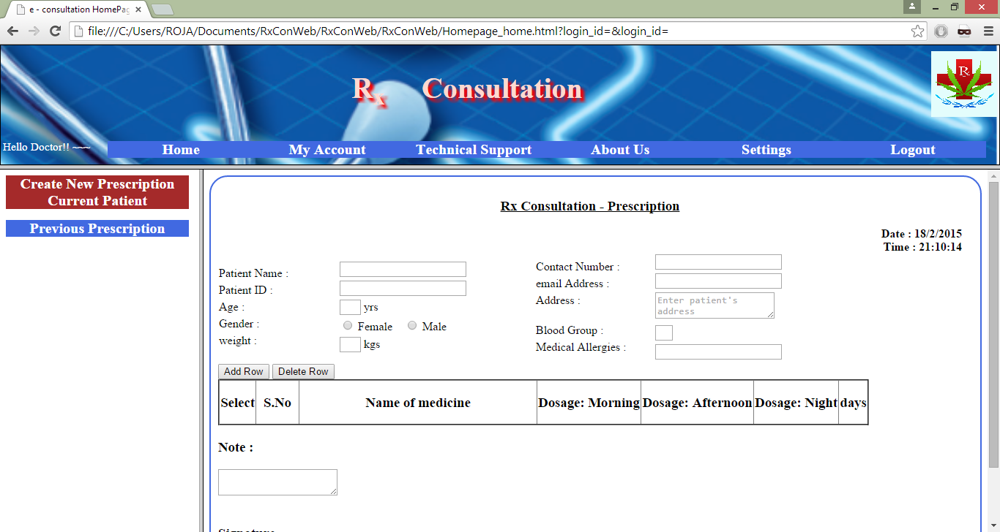 e - consultation HomePag
file:///C:/Users/ROJA/Documents/RxConWeb/RxConWeb/RxConWeb/Homepage_home.html?login_id=&login_id=
Rx Consultation
Rx
Hello Doctor!! ~~~
Home My Account Technical Support About Us Settings Logout
Create New Prescription
Current Patient
Previous Prescription
Rx Consultation - Prescription
Date : 18/2/2015
Time : 21:10:14
Patient Name :
Patient ID :
Age : yrs
Gender : Female Male
weight : kgs
Contact Number :
email Address :
Address : Enter patient's
address
Blood Group :
Medical Allergies :
Add Row Delete Row
Select S.No Name of medicine Dosage: Morning Dosage: Afternoon Dosage: Night days
Note :